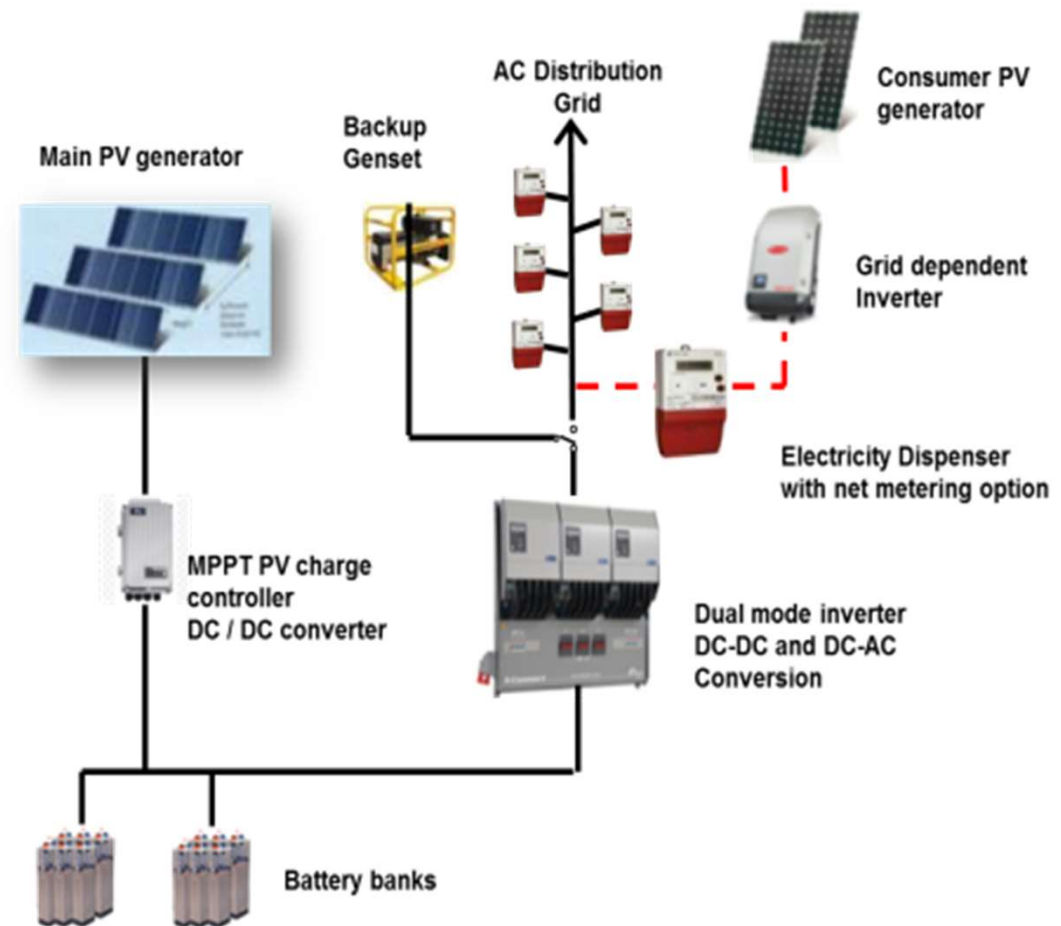 AC Distribution
Grid
Consumer PV
generator
Backup
Genset
Main PV generator
Grid dependent
Inverter
Electricity Dispenser
with net metering option
MPPT PV charge
controller
DC / DC converter
Dual mode inverter
DC-DC and DC-AC
Conversion
Battery banks